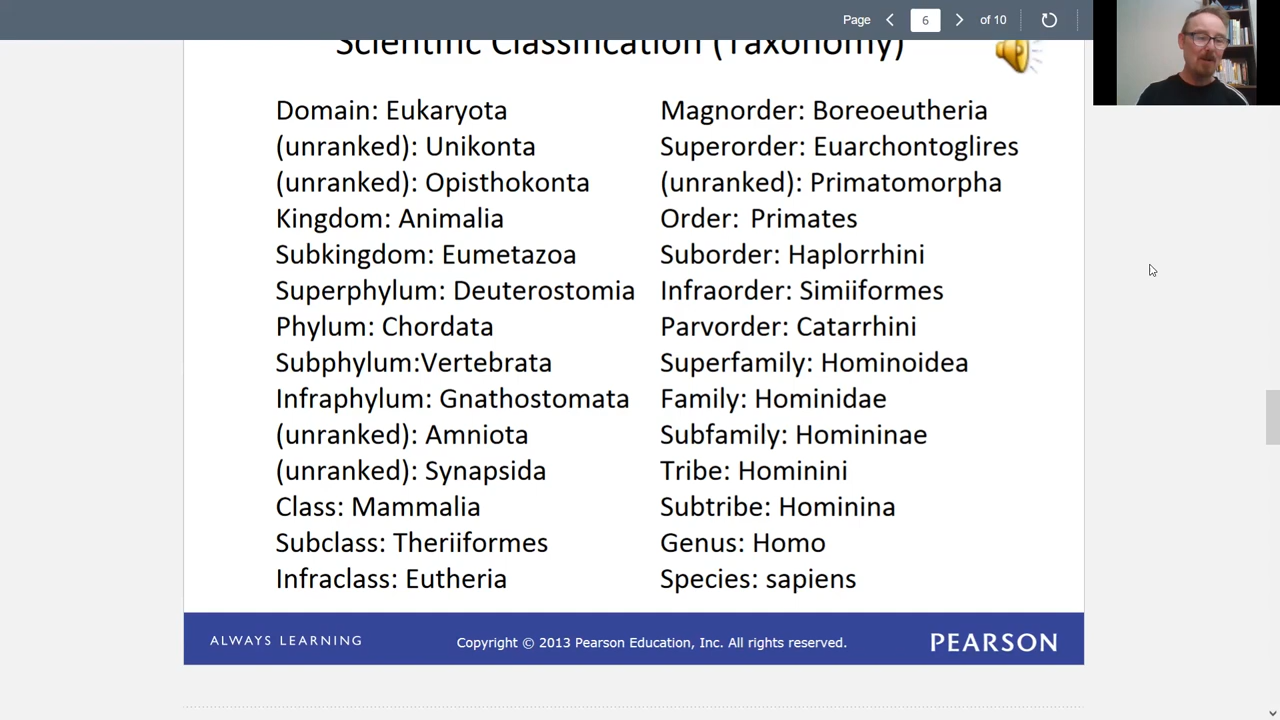 Page 6 of 10
Scientific Classification (Taxonomy)
Domain: Eukaryota
(unranked): Unikonta
(unranked): Opisthokonta
Kingdom: Animalia
Subkingdom: Eumetazoa
Superphylum: Deuterostomia
Phylum: Chordata
Subphylum:Vertebrata
Infraphylum: Gnathostomata
(unranked): Amniota
(unranked): Synapsida
Class: Mammalia
Subclass: Theriiformes
Infraclass: Eutheria
Magnorder: Boreoeutheria
Superorder: Euarchontoglires
(unranked): Primatomorpha
Order: Primates
Suborder: Haplorrhini
Infraorder: Simiiformes
Parvorder: Catarrhini
Superfamily: Hominoidea
Family: Hominidae
Subfamily: Homininae
Tribe: Hominini
Subtribe: Hominina
Genus: Homo
Species: sapiens
ALWAYS LEARNING
Copyright © 2013 Pearson Education, Inc. All rights reserved.
PEARSON